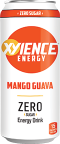 ZERO SUGAR
XYIENCE
ENERGY
MANGO GUAVA
ZERO
SUGAR
Energy Drink